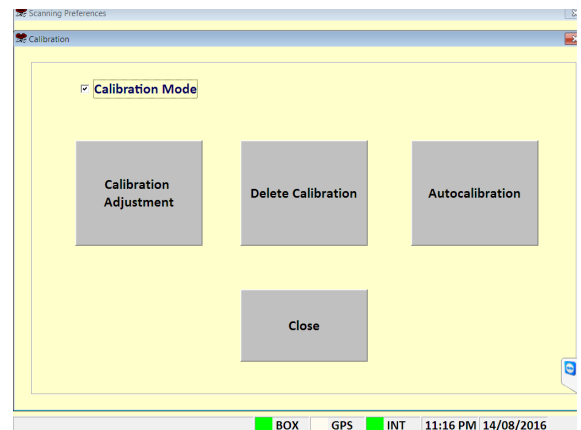 Scanning Preferences
Calibration
Calibration Mode
Calibration
Adjustment
Delete Calibration
Autocalibration
Close
BOX GPS INT 11:16 PM 14/08/2016